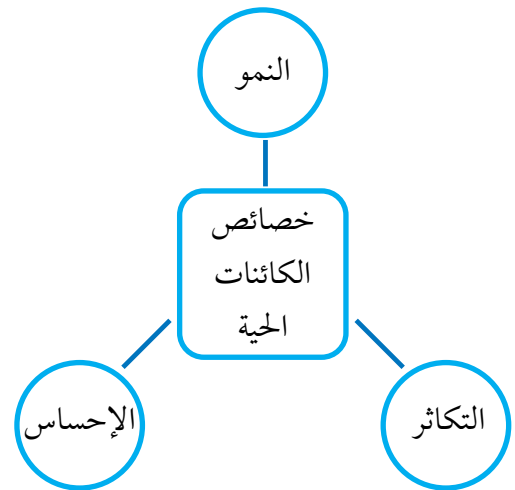 النمو
خصائص
الكائنات
الحية
التكاثر
الإحساس